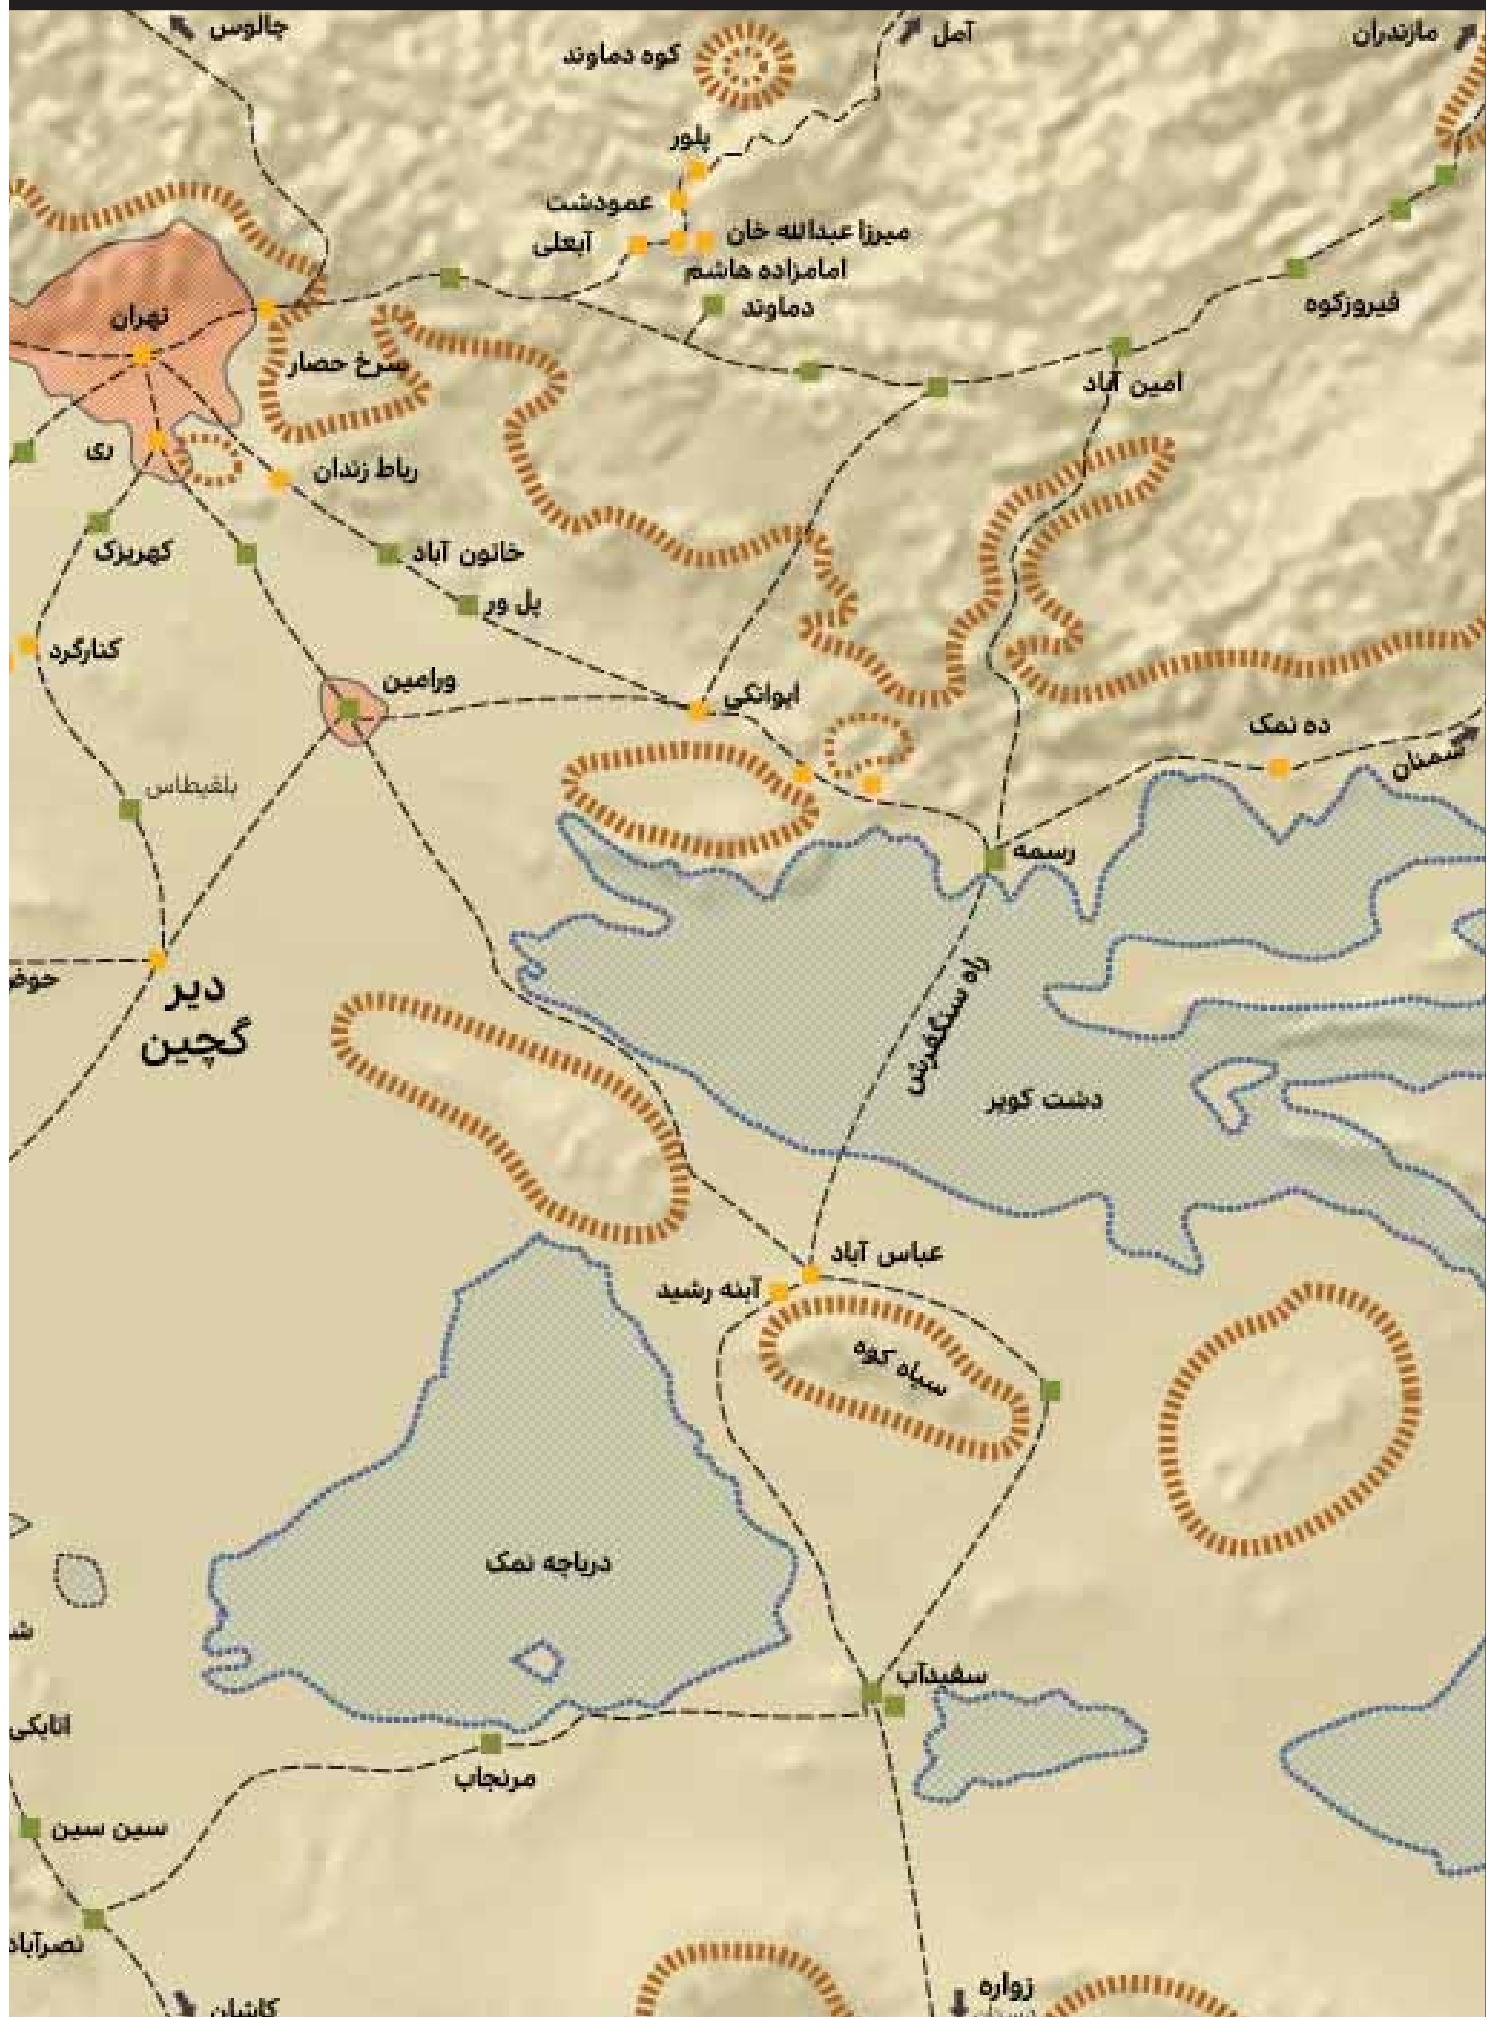 چالوس
آمل
مازندران
کوه دماوند
پلور
عمودشت
میرزا عبدالله خان
آبعلی
امامزاده هاشم
دماوند
فیروزکوه
تهران
سرخ حصار
امین آباد
ری
رباط زندان
کهریزک
خاتون آباد
پل ور
کنارگرد
ورامین
ایوانکی
ده نمک
سمنان
بلقیطاس
رسمه
حوض
دیر
گچین
راه سنگفرش
دشت کویر
عباس آباد
آبنه رشید
سیاه کوه
دریاچه نمک
سفیدآب
اتابکی
مرنجاب
سین سین
نصرآباد
زواره
کاشان